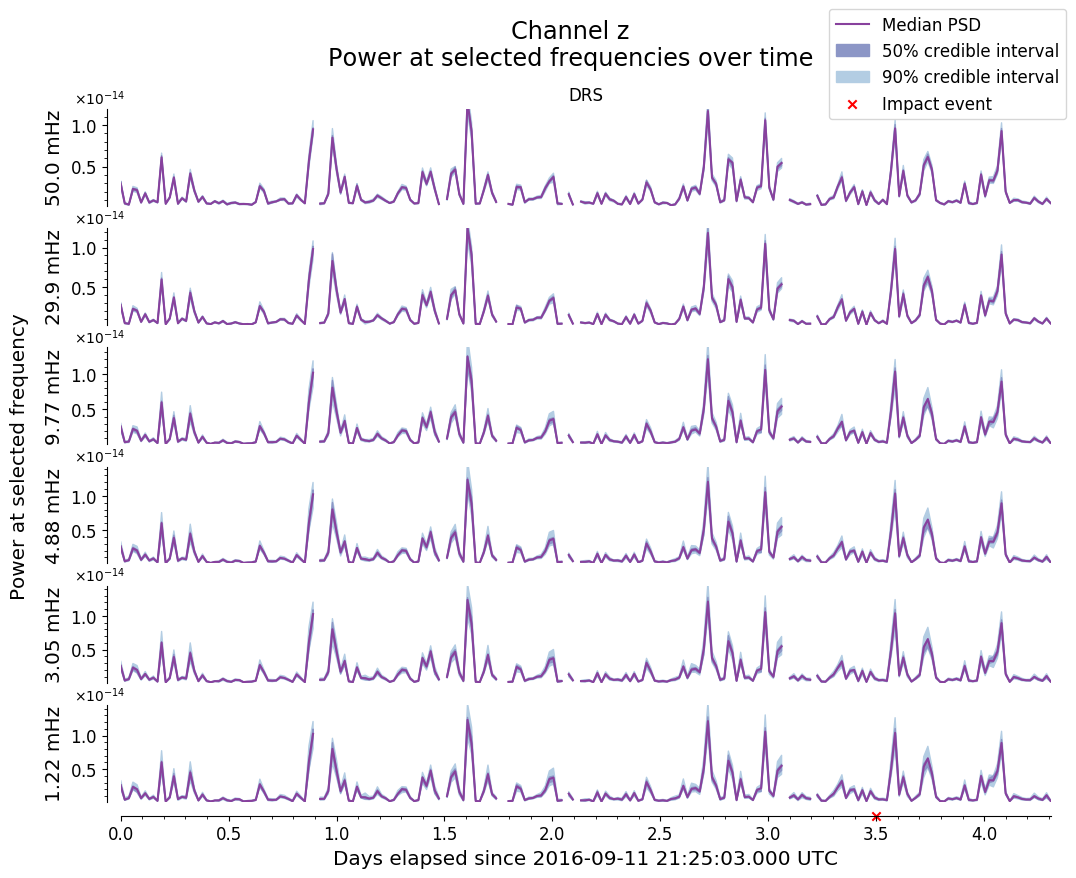 Channel z
Power at selected frequencies over time
Median PSD
50% credible interval
90% credible interval
Impact event
DRS
Power at selected frequency
×10⁻¹⁴
1.0
0.5
50.0 mHz
×10⁻¹⁴
1.0
0.5
29.9 mHz
×10⁻¹⁴
1.0
0.5
9.77 mHz
×10⁻¹⁴
1.0
0.5
4.88 mHz
×10⁻¹⁴
1.0
0.5
3.05 mHz
×10⁻¹⁴
1.0
0.5
1.22 mHz
0.0 0.5 1.0 1.5 2.0 2.5 3.0 3.5 4.0
Days elapsed since 2016-09-11 21:25:03.000 UTC